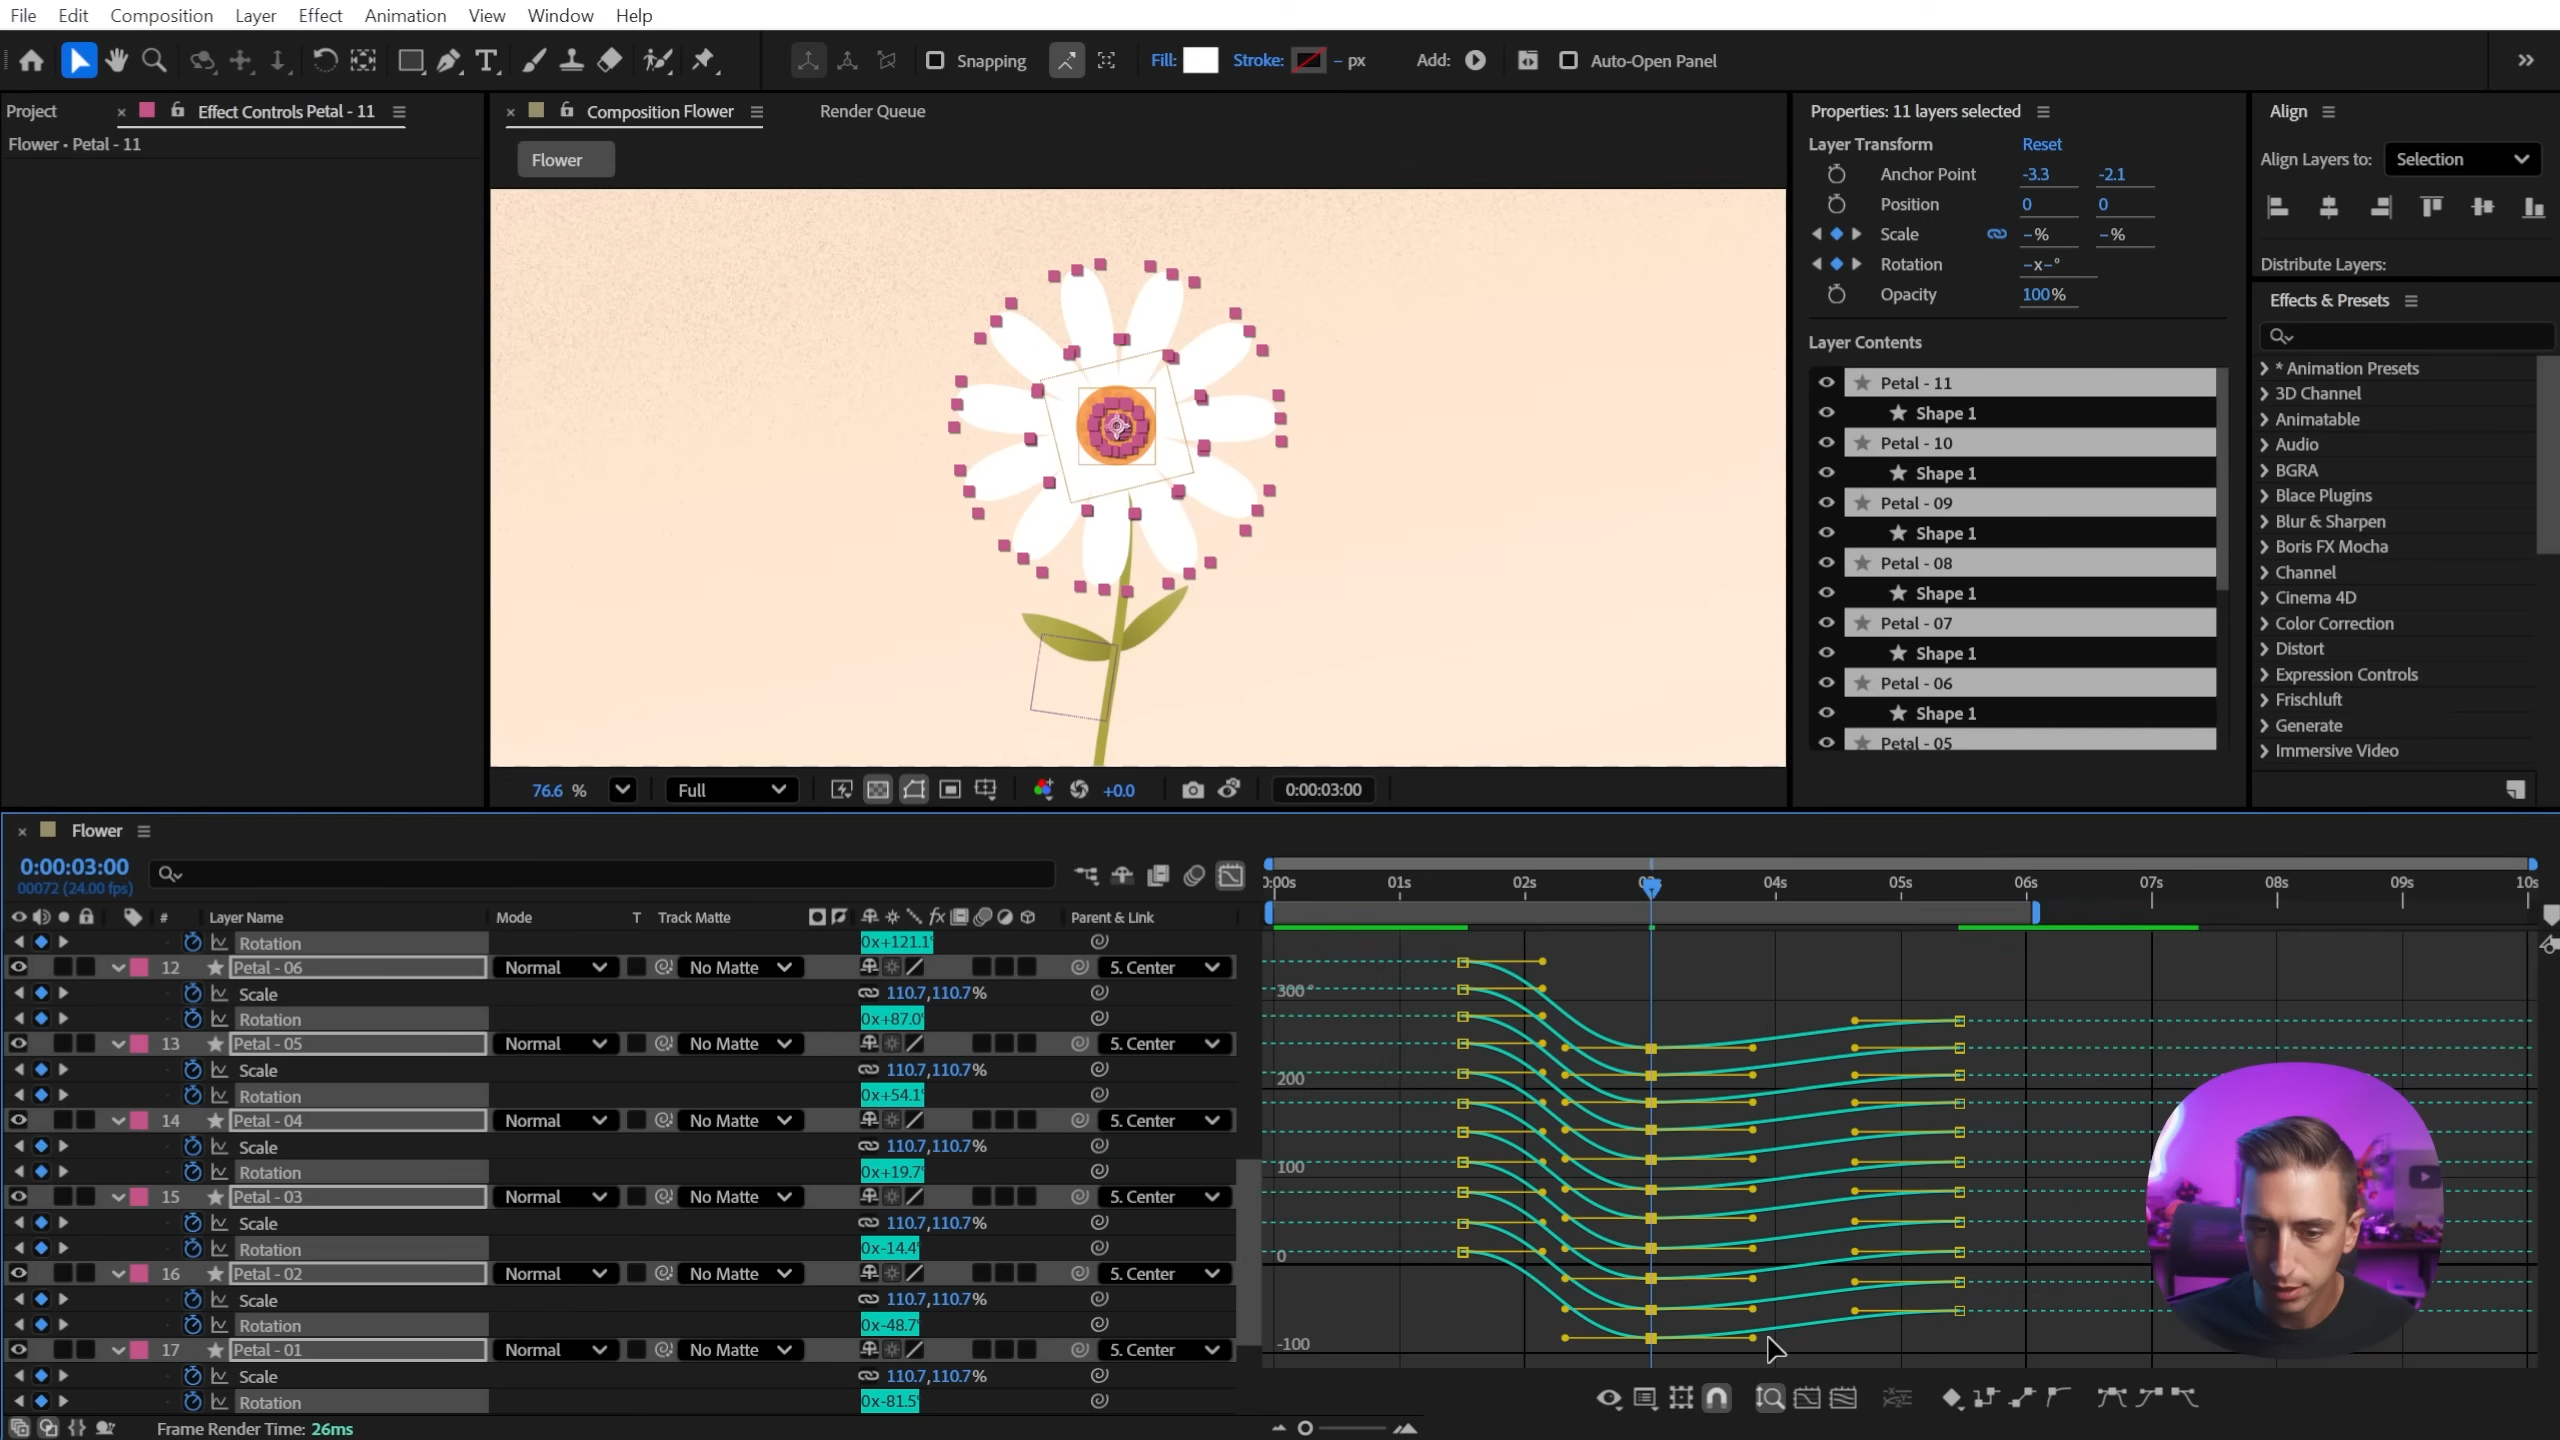 File Edit Composition Layer Effect Animation View Window Help
Snapping Fill: Stroke: – px Add: Auto-Open Panel
Project × Effect Controls Petal - 11
Flower • Petal - 11
× Composition Flower Render Queue
Flower
76.6 % Full +0.0 0:00:03:00
Properties: 11 layers selected
Layer Transform Reset
Anchor Point -3.3 -2.1
Position 0 0
Scale –% –%
Rotation –x–°
Opacity 100%
Layer Contents
Petal - 11
Shape 1
Petal - 10
Shape 1
Petal - 09
Shape 1
Petal - 08
Shape 1
Petal - 07
Shape 1
Petal - 06
Shape 1
Petal - 05
Align
Align Layers to: Selection
Distribute Layers:
Effects & Presets
* Animation Presets
3D Channel
Animatable
Audio
BGRA
Blace Plugins
Blur & Sharpen
Boris FX Mocha
Channel
Cinema 4D
Color Correction
Distort
Expression Controls
Frischluft
Generate
Immersive Video
× Flower
0:00:03:00
00072 (24.00 fps)
# Layer Name Mode T Track Matte fx Parent & Link
Rotation 0x+121.1°
12 Petal - 06 Normal No Matte 5. Center
Scale 110.7,110.7%
Rotation 0x+87.0°
13 Petal - 05 Normal No Matte 5. Center
Scale 110.7,110.7%
Rotation 0x+54.1°
14 Petal - 04 Normal No Matte 5. Center
Scale 110.7,110.7%
Rotation 0x+19.7°
15 Petal - 03 Normal No Matte 5. Center
Scale 110.7,110.7%
Rotation 0x-14.4°
16 Petal - 02 Normal No Matte 5. Center
Scale 110.7,110.7%
Rotation 0x-48.7°
17 Petal - 01 Normal No Matte 5. Center
Scale 110.7,110.7%
Rotation 0x-81.5°
Frame Render Time: 26ms
0:00s 01s 02s 04s 05s 06s 07s 08s 09s 10s
300°
200
100
0
-100